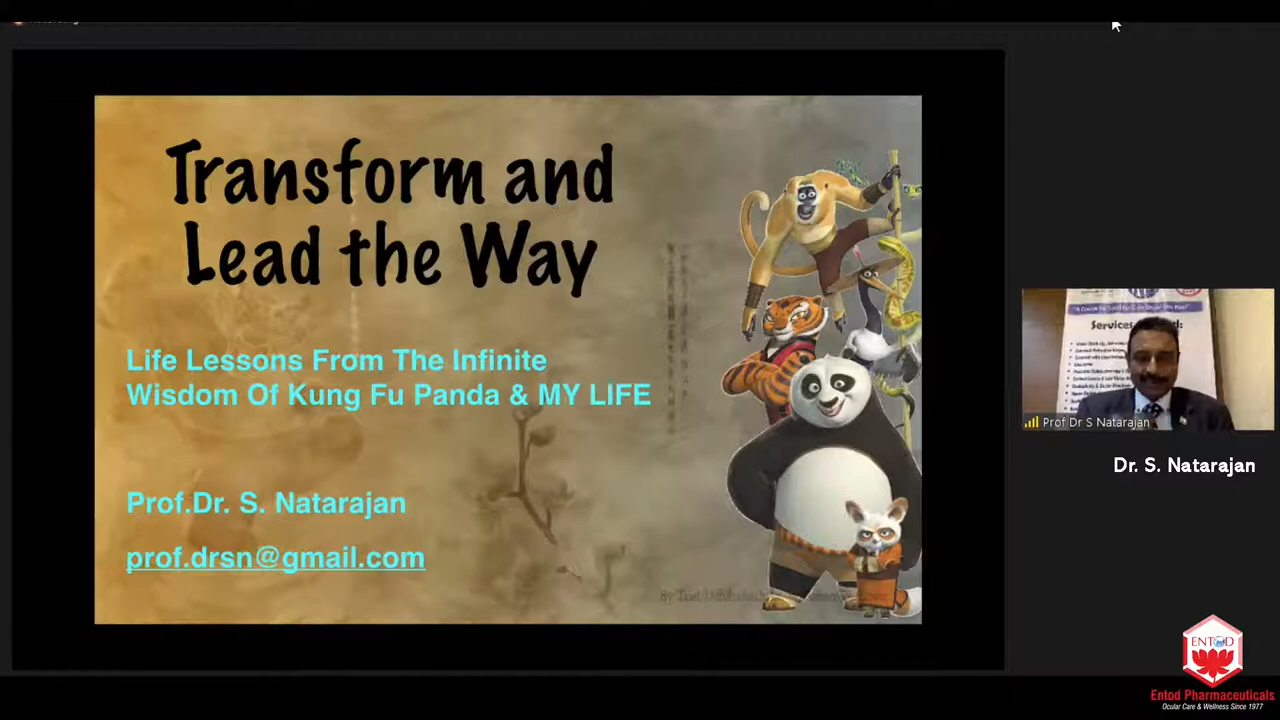 Transform and
Lead the Way
Life Lessons From The Infinite
Wisdom Of Kung Fu Panda & MY LIFE
Prof.Dr. S. Natarajan
prof.drsn@gmail.com
Prof Dr S Natarajan
Dr. S. Natarajan
ENTOD
Entod Pharmaceuticals
Ocular Care & Wellness Since 1977